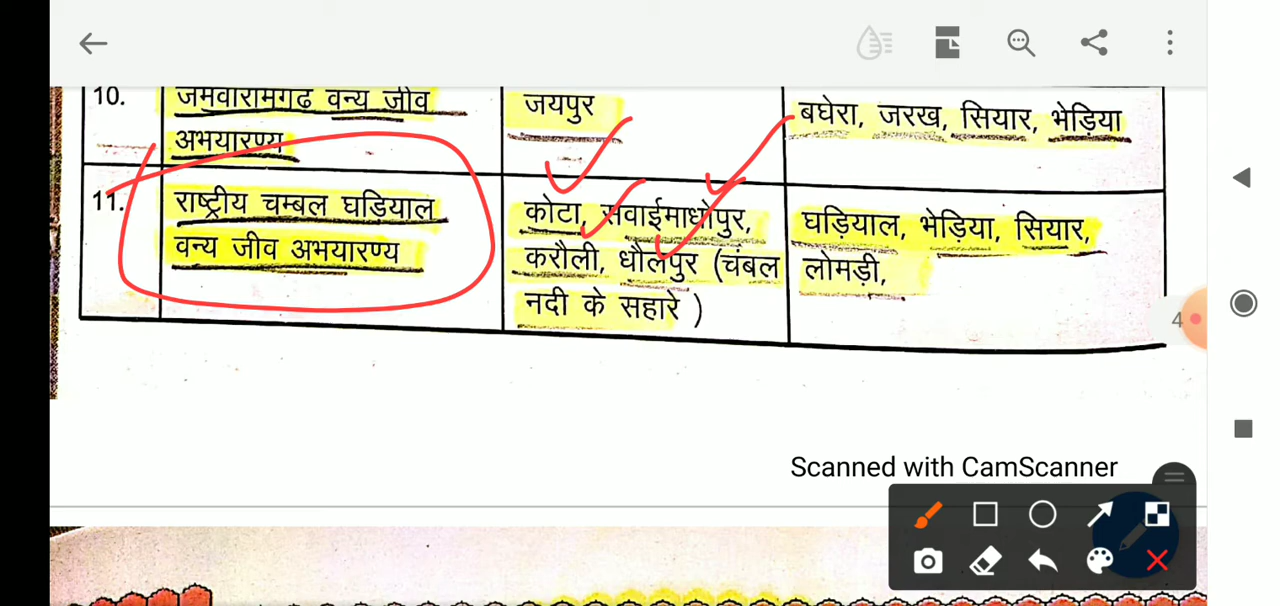 10.
जमवारामगढ वन्य जीव
अभयारण्य
जयपुर
बघेरा, जरख, सियार, भेड़िया
11.
राष्ट्रीय चम्बल घडियाल
वन्य जीव अभयारण्य
कोटा, सवाईमाधोपुर,
करौली, धौलपुर (चंबल
नदी के सहारे )
घड़ियाल, भेड़िया, सियार,
लोमड़ी,
4
Scanned with CamScanner